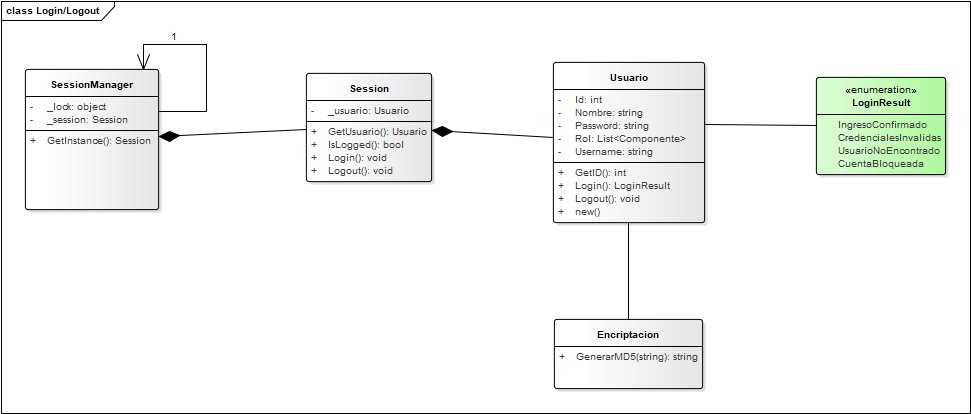 class Login/Logout
1
SessionManager
- _lock: object
- _session: Session
+ GetInstance(): Session
Session
- _usuario: Usuario
+ GetUsuario(): Usuario
+ IsLogged(): bool
+ Login(): void
+ Logout(): void
Usuario
- Id: int
- Nombre: string
- Password: string
- Rol: List<Componente>
- Username: string
+ GetID(): int
+ Login(): LoginResult
+ Logout(): void
+ new()
«enumeration»
LoginResult
IngresoConfirmado
CredencialesInvalidas
UsuarioNoEncontrado
CuentaBloqueada
Encriptacion
+ GenerarMD5(string): string